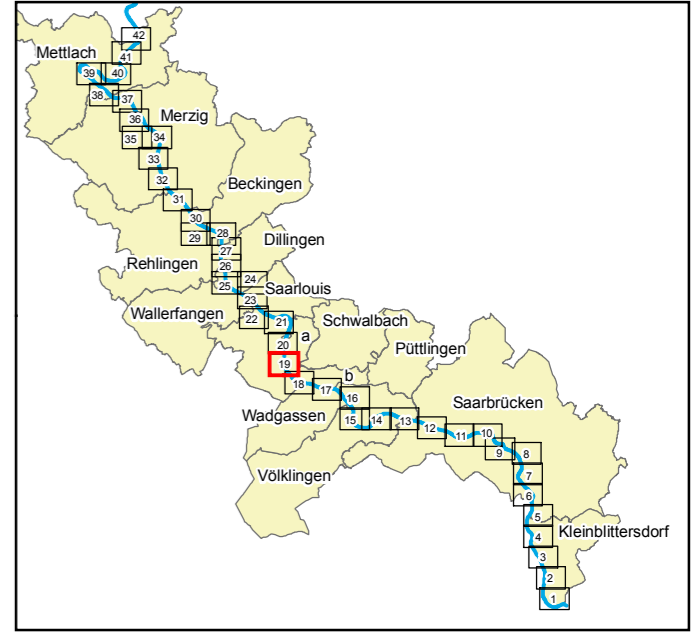 42
Mettlach
41
39
40
38
37
Merzig
36
35
34
33
32
Beckingen
31
30
29
28
Dillingen
27
Rehlingen
26
25
24
Saarlouis
23
Wallerfangen
22
21
Schwalbach
a
20
Püttlingen
19
b
18
17
16
Saarbrücken
Wadgassen
15
14
13
12
11
10
9
8
Völklingen
7
6
5
Kleinblittersdorf
4
3
2
1